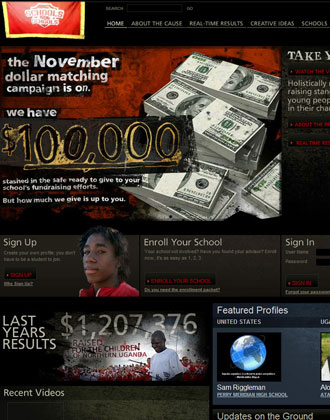 SCHOOLS
SCHOOLS
SEARCH
HOME ABOUT THE CAUSE REAL-TIME RESULTS CREATIVE IDEAS SCHOOLS
the November
dollar matching
campaign is on.
we have
$100,000
stashed in the safe ready to give to your
school's fundraising efforts.
But how much we give is up to you.
TAKE Y
WATCH THE V
Holistically
raising stan
young peop
in their char
ABOUT THE P
REAL TIME RE
Sign Up
Create your own profile, you don't
have to be a student to join.
SIGN UP
Why Sign Up?
Enroll Your School
Your school not involved? Have you found your advisor? Enroll
now, it's as easy as 1, 2, 3.
ENROLL YOUR SCHOOL
Do you need the enrollment packet?
Sign In
User Name
Password
SIGN IN
Forgot your password
LAST
YEARS
RESULTS
$1,207,376
RAISED
FOR THE CHILDREN
OF NORTHERN UGANDA
Featured Profiles
UNITED STATES
UGAN
Sam Riggleman
PERRY MERIDIAN HIGH SCHOOL
Alo
ATA
Recent Videos
Updates on the Ground